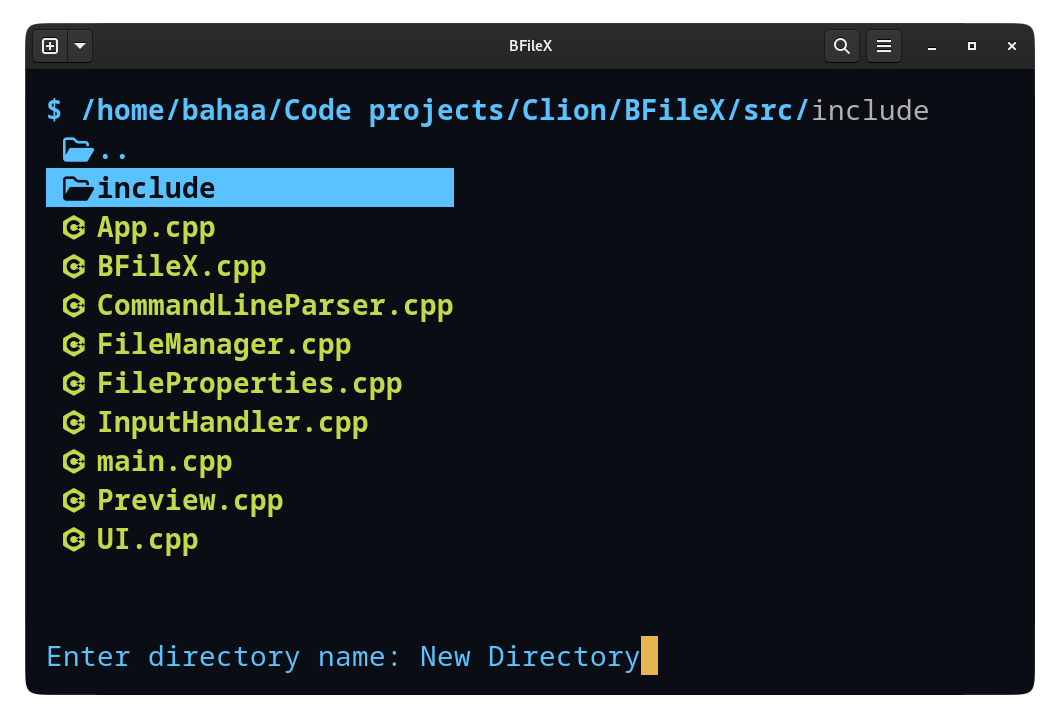 BFileX
$ /home/bahaa/Code projects/Clion/BFileX/src/include
..
include
App.cpp
BFileX.cpp
CommandLineParser.cpp
FileManager.cpp
FileProperties.cpp
InputHandler.cpp
main.cpp
Preview.cpp
UI.cpp
Enter directory name: New Directory